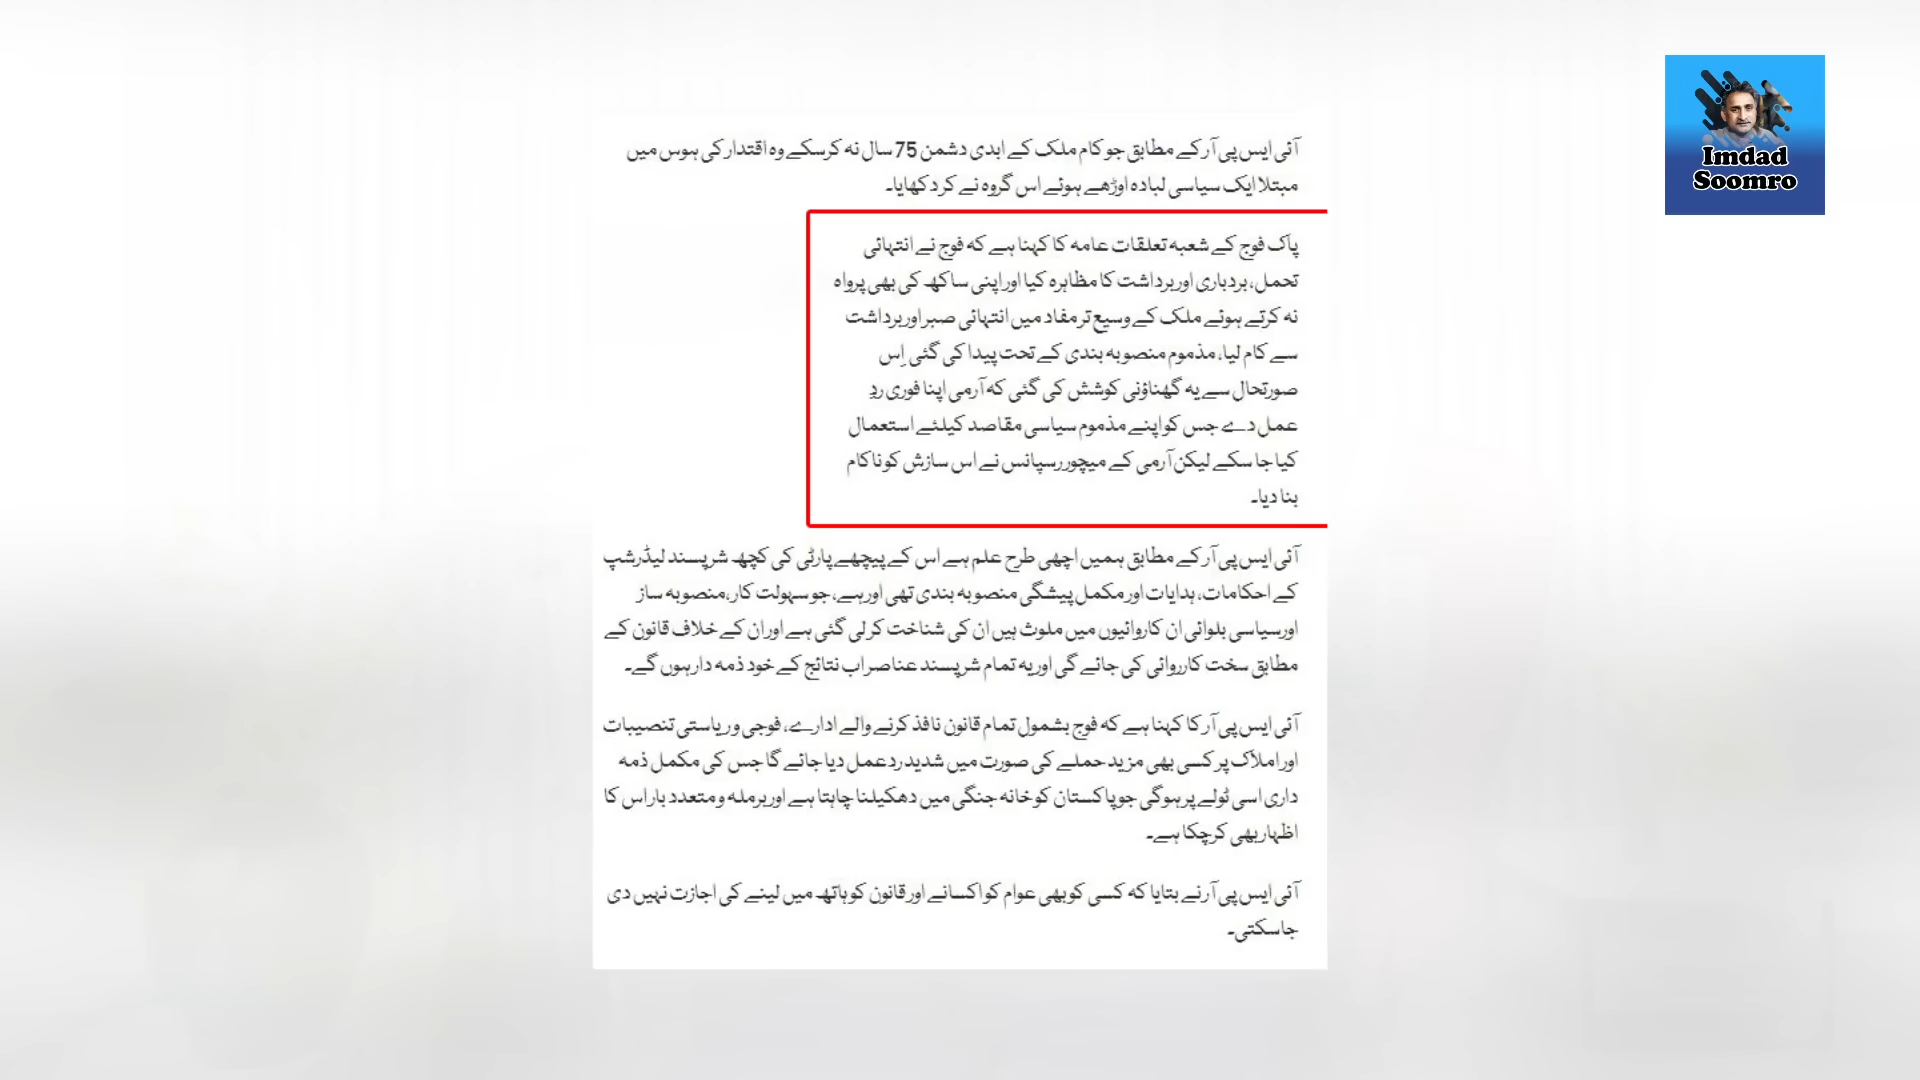 آئی ایس پی آر کے مطابق جو کام ملک کے ابدی دشمن 75 سال نہ کرسکے وہ اقتدار کی ہوس میں
مبتلا ایک سیاسی لبادہ اوڑھے ہوئے اس گروہ نے کر دکھایا۔
پاک فوج کے شعبہ تعلقات عامہ کا کہنا ہے کہ فوج نے انتہائی
تحمل، بردباری اور برداشت کا مظاہرہ کیا اور اپنی ساکھ کی بھی پرواہ
نہ کرتے ہوئے ملک کے وسیع تر مفاد میں انتہائی صبر اور برداشت
سے کام لیا، مذموم منصوبہ بندی کے تحت پیدا کی گئی اِس
صورتحال سے یہ گھناؤنی کوشش کی گئی کہ آرمی اپنا فوری ردِ
عمل دے جس کو اپنے مذموم سیاسی مقاصد کیلئے استعمال
کیا جا سکے لیکن آرمی کے میچور رسپانس نے اس سازش کو ناکام
بنا دیا۔
آئی ایس پی آر کے مطابق ہمیں اچھی طرح علم ہے اس کے پیچھے پارٹی کی کچھ شرپسند لیڈرشپ
کے احکامات، ہدایات اور مکمل پیشگی منصوبہ بندی تھی اور ہے، جو سہولت کار، منصوبہ ساز
اور سیاسی بلوائی ان کاروائیوں میں ملوث ہیں ان کی شناخت کر لی گئی ہے اور ان کے خلاف قانون کے
مطابق سخت کارروائی کی جائے گی اور یہ تمام شرپسند عناصر اب نتائج کے خود ذمہ دار ہوں گے۔
آئی ایس پی آر کا کہنا ہے کہ فوج بشمول تمام قانون نافذ کرنے والے ادارے، فوجی و ریاستی تنصیبات
اور املاک پر کسی بھی مزید حملے کی صورت میں شدید ردعمل دیا جائے گا جس کی مکمل ذمہ
داری اسی ٹولے پر ہوگی جو پاکستان کو خانہ جنگی میں دھکیلنا چاہتا ہے اور برملہ و متعدد بار اس کا
اظہار بھی کرچکا ہے۔
آئی ایس پی آر نے بتایا کہ کسی کو بھی عوام کو اکسانے اور قانون کو ہاتھ میں لینے کی اجازت نہیں دی
جاسکتی۔
Imdad
Soomro